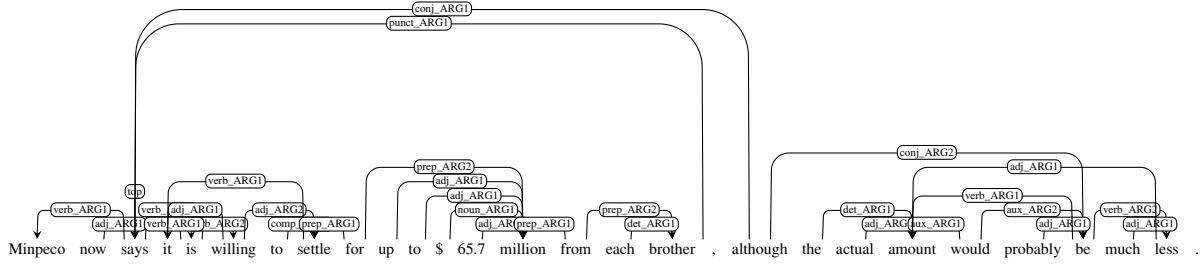 conj_ARG1
punct_ARG1
prep_ARG2 conj_ARG2
verb_ARG1 adj_ARG1 adj_ARG1
top
adj_ARG1 verb_ARG1
verb_ARG1 adj_ARG1 adj_ARG2 noun_ARG1 prep_ARG2 det_ARG1 aux_ARG2 verb_ARG2
verb_ARG1 prep_ARG1 prep_ARG1 det_ARG1 aux_ARG1 adj_ARG1 adj_ARG1
Minpeco now says it is willing to settle for up to $ 65.7 million from each brother , although the actual amount would probably be much less .